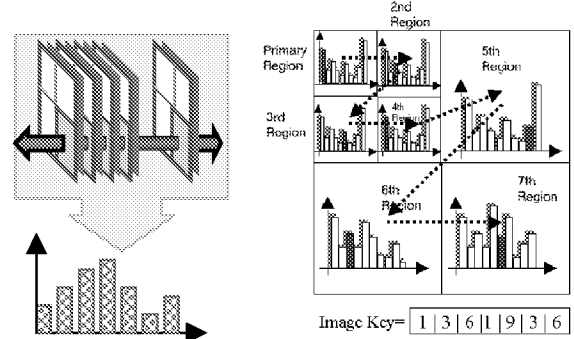 2nd
Region
Primary
Region
5th
Region
3rd
Region
4th
Region
6th
Region
7th
Region
Image Key= 1 | 3 | 6 | 1 | 9 | 3 | 6